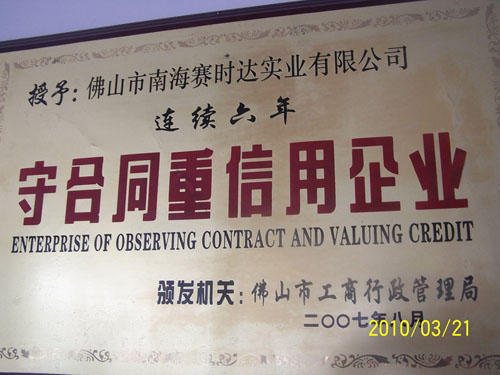 授予：佛山市南海赛时达实业有限公司
连续六年
守合同重信用企业
ENTERPRISE OF OBSERVING CONTRACT AND VALUING CREDIT
颁发机关：佛山市工商行政管理局
二〇〇七年八月
2010/03/21